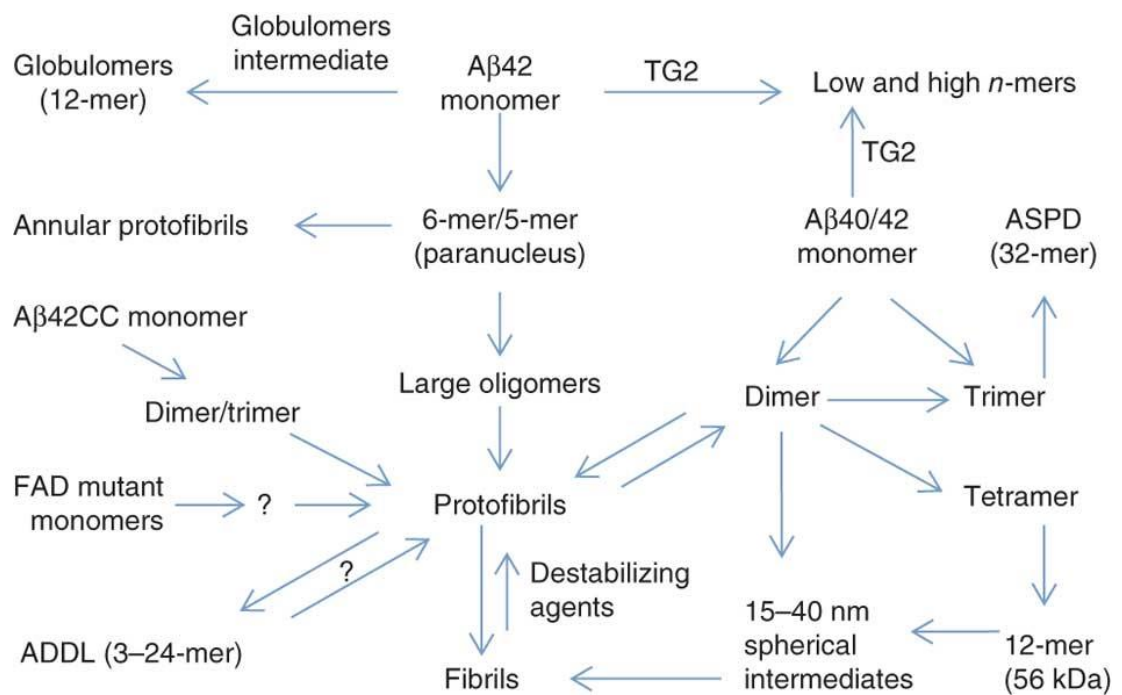 Globulomers
(12-mer)
Globulomers
intermediate
Aβ42
monomer
TG2
Low and high n-mers
TG2
Annular protofibrils
6-mer/5-mer
(paranucleus)
Aβ40/42
monomer
ASPD
(32-mer)
Aβ42CC monomer
Large oligomers
Dimer
Trimer
Dimer/trimer
FAD mutant
monomers
?
Protofibrils
Tetramer
?
Destabilizing
agents
ADDL (3–24-mer)
Fibrils
15–40 nm
spherical
intermediates
12-mer
(56 kDa)